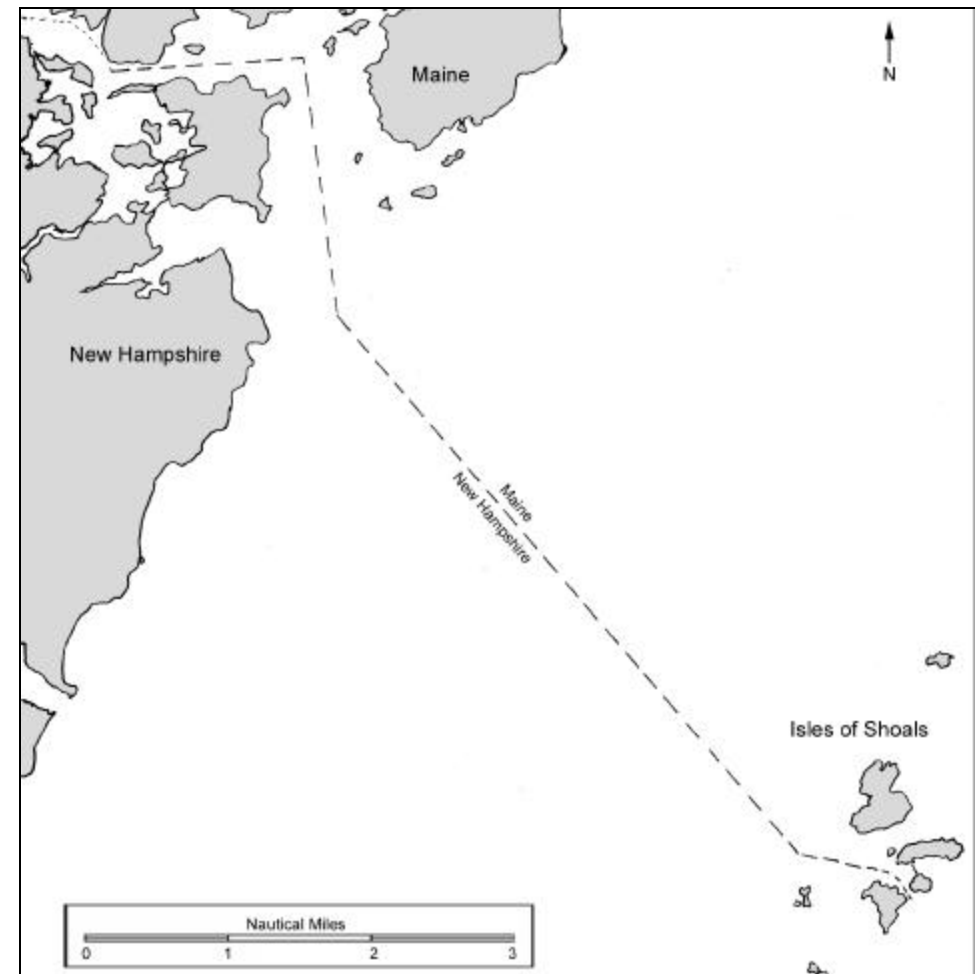 Maine
N
New Hampshire
Maine
New Hampshire
Isles of Shoals
Nautical Miles
0 1 2 3